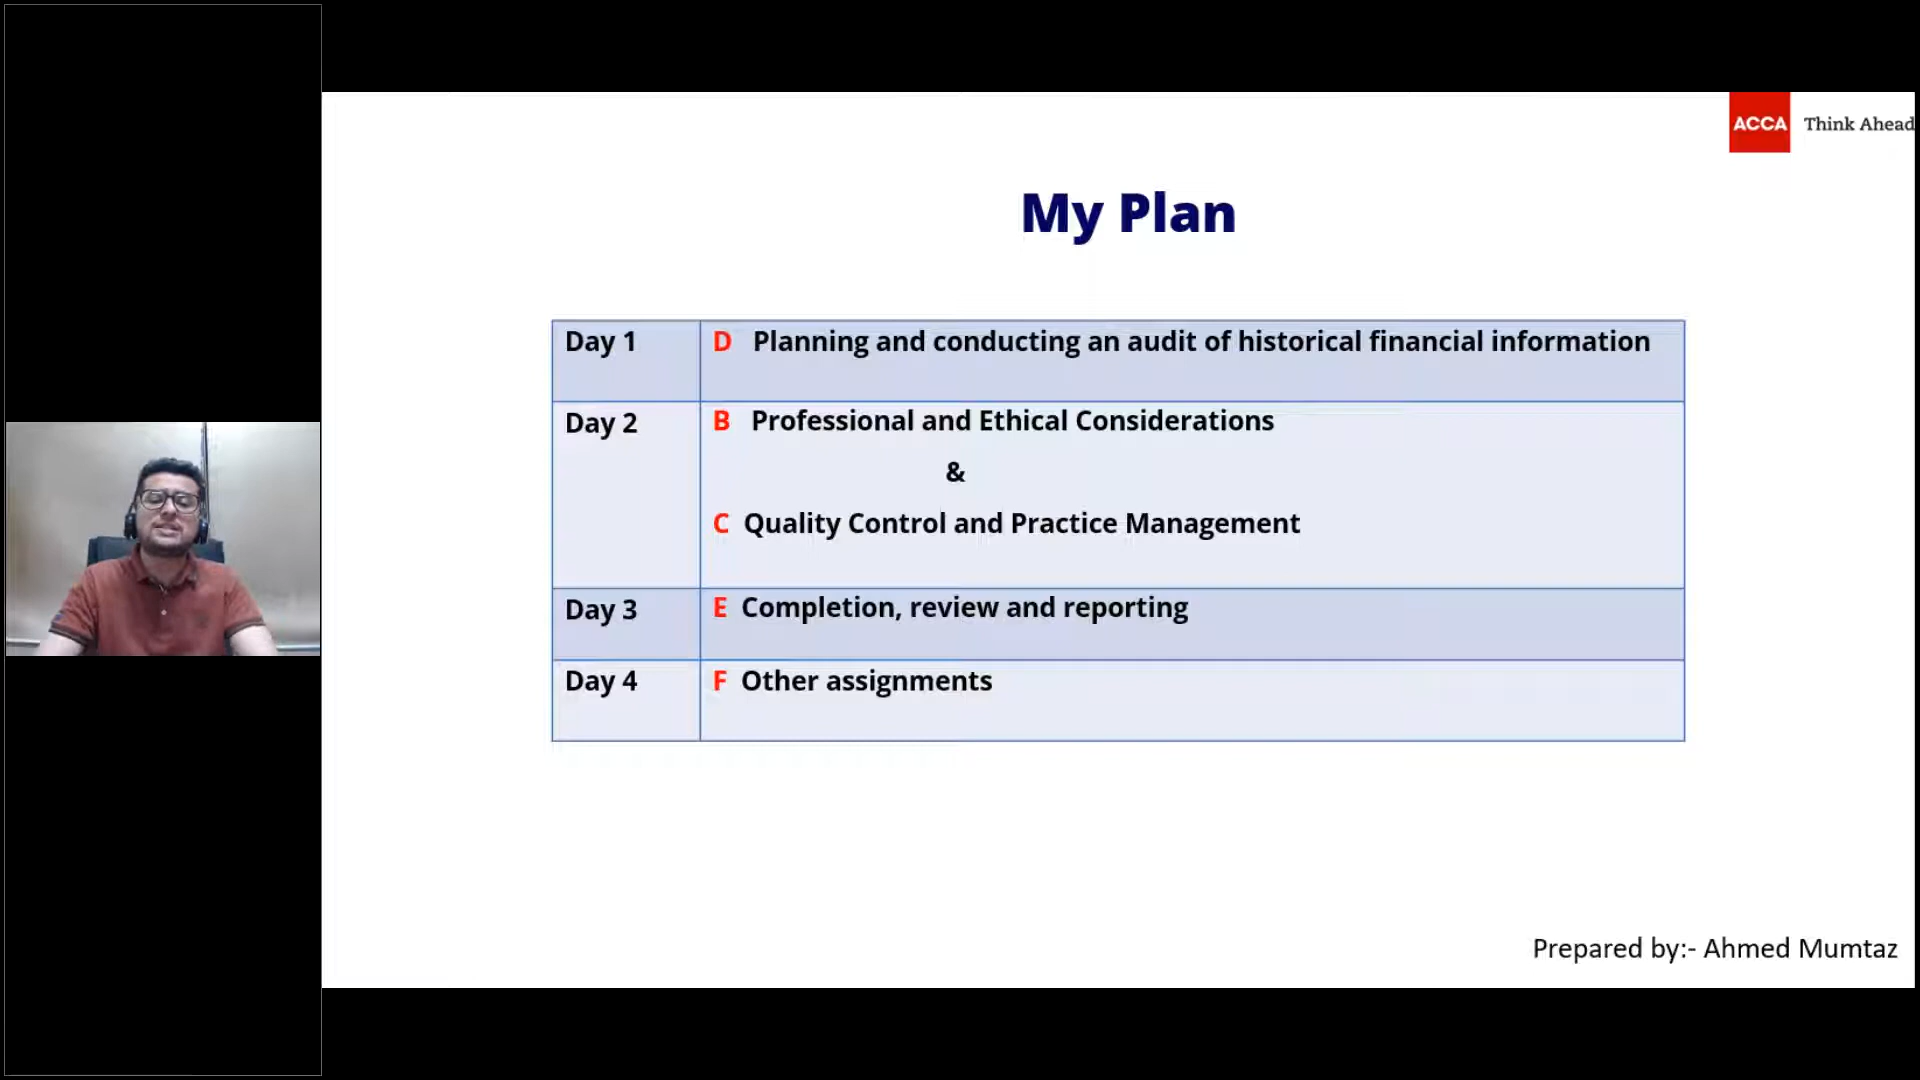 ACCA Think Ahead
My Plan
Day 1 D Planning and conducting an audit of historical financial information
Day 2 B Professional and Ethical Considerations
&
C Quality Control and Practice Management
Day 3 E Completion, review and reporting
Day 4 F Other assignments
Prepared by:- Ahmed Mumtaz